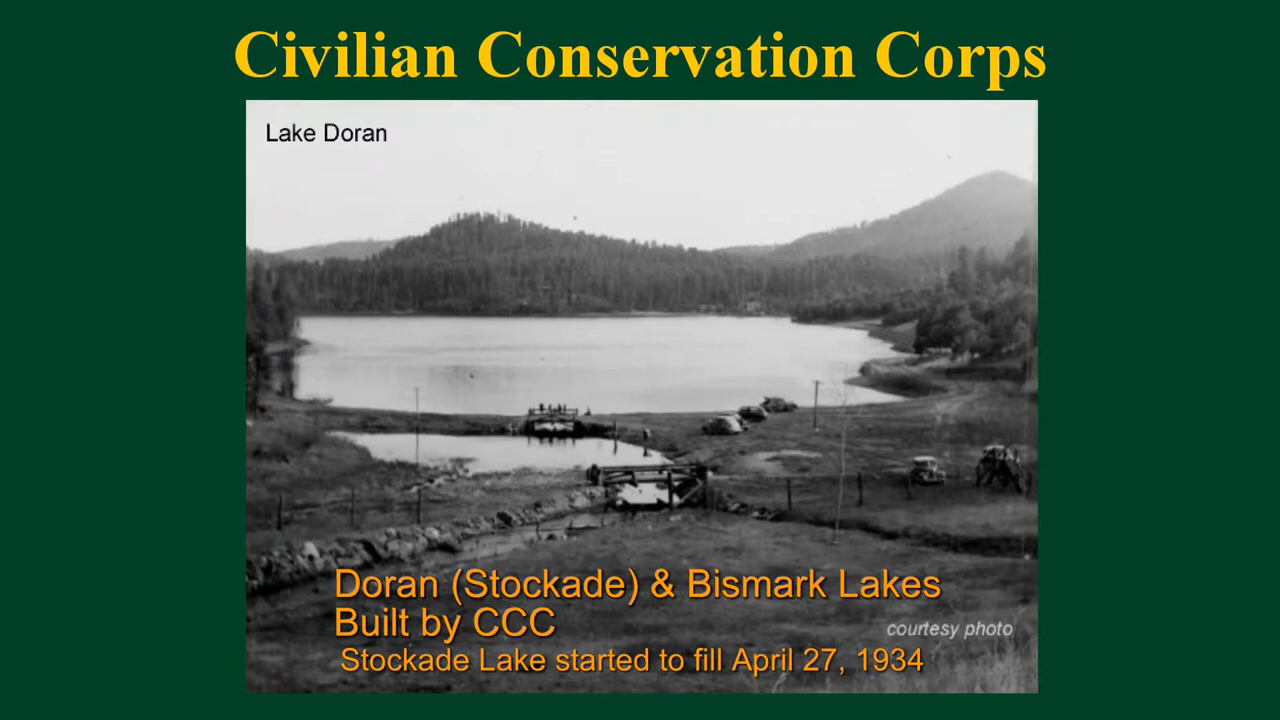 Civilian Conservation Corps
Lake Doran
Doran (Stockade) & Bismark Lakes
Built by CCC
courtesy photo
Stockade Lake started to fill April 27, 1934